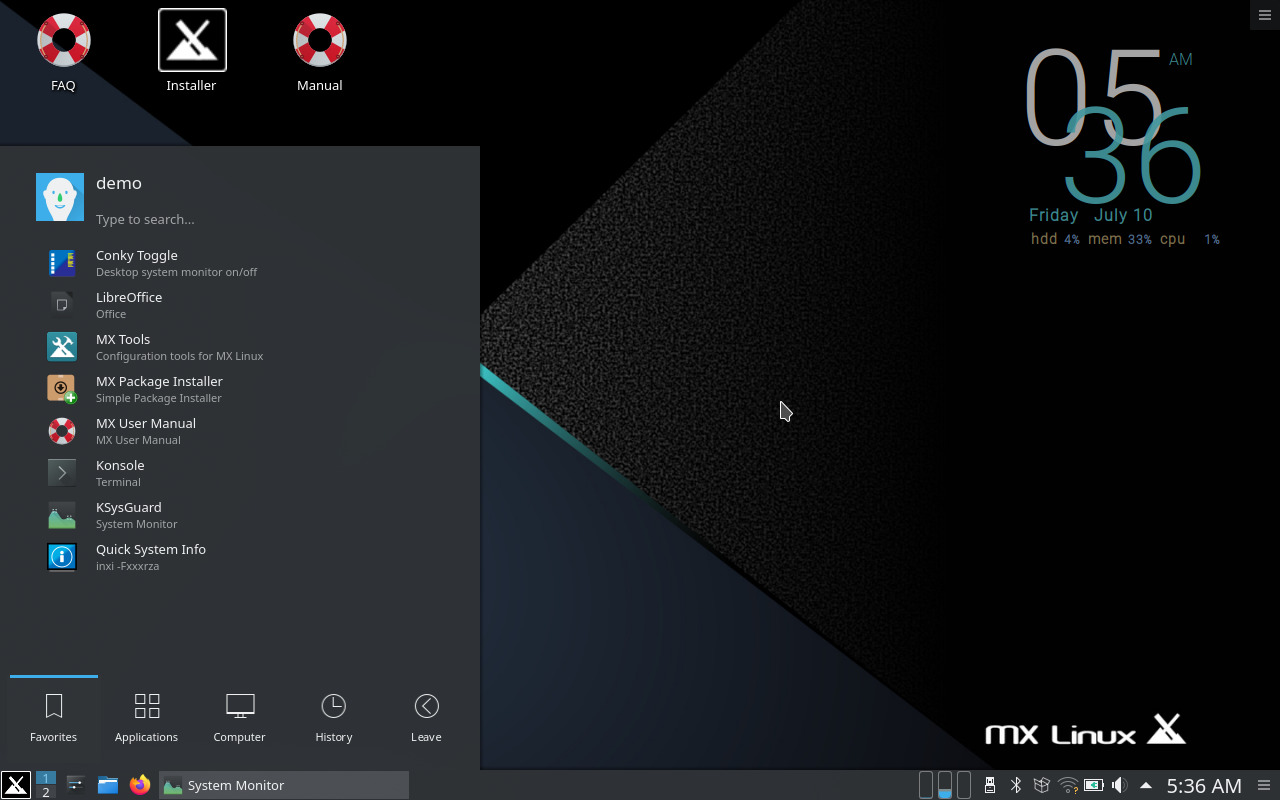 FAQ
Installer
Manual
05 AM
36
Friday July 10
hdd 4% mem 33% cpu 1%
demo
Type to search...
Conky Toggle
Desktop system monitor on/off
LibreOffice
Office
MX Tools
Configuration tools for MX Linux
MX Package Installer
Simple Package Installer
MX User Manual
MX User Manual
Konsole
Terminal
KSysGuard
System Monitor
Quick System Info
inxi -Fxxxrza
Favorites
Applications
Computer
History
Leave
MX Linux
1
2
System Monitor
5:36 AM